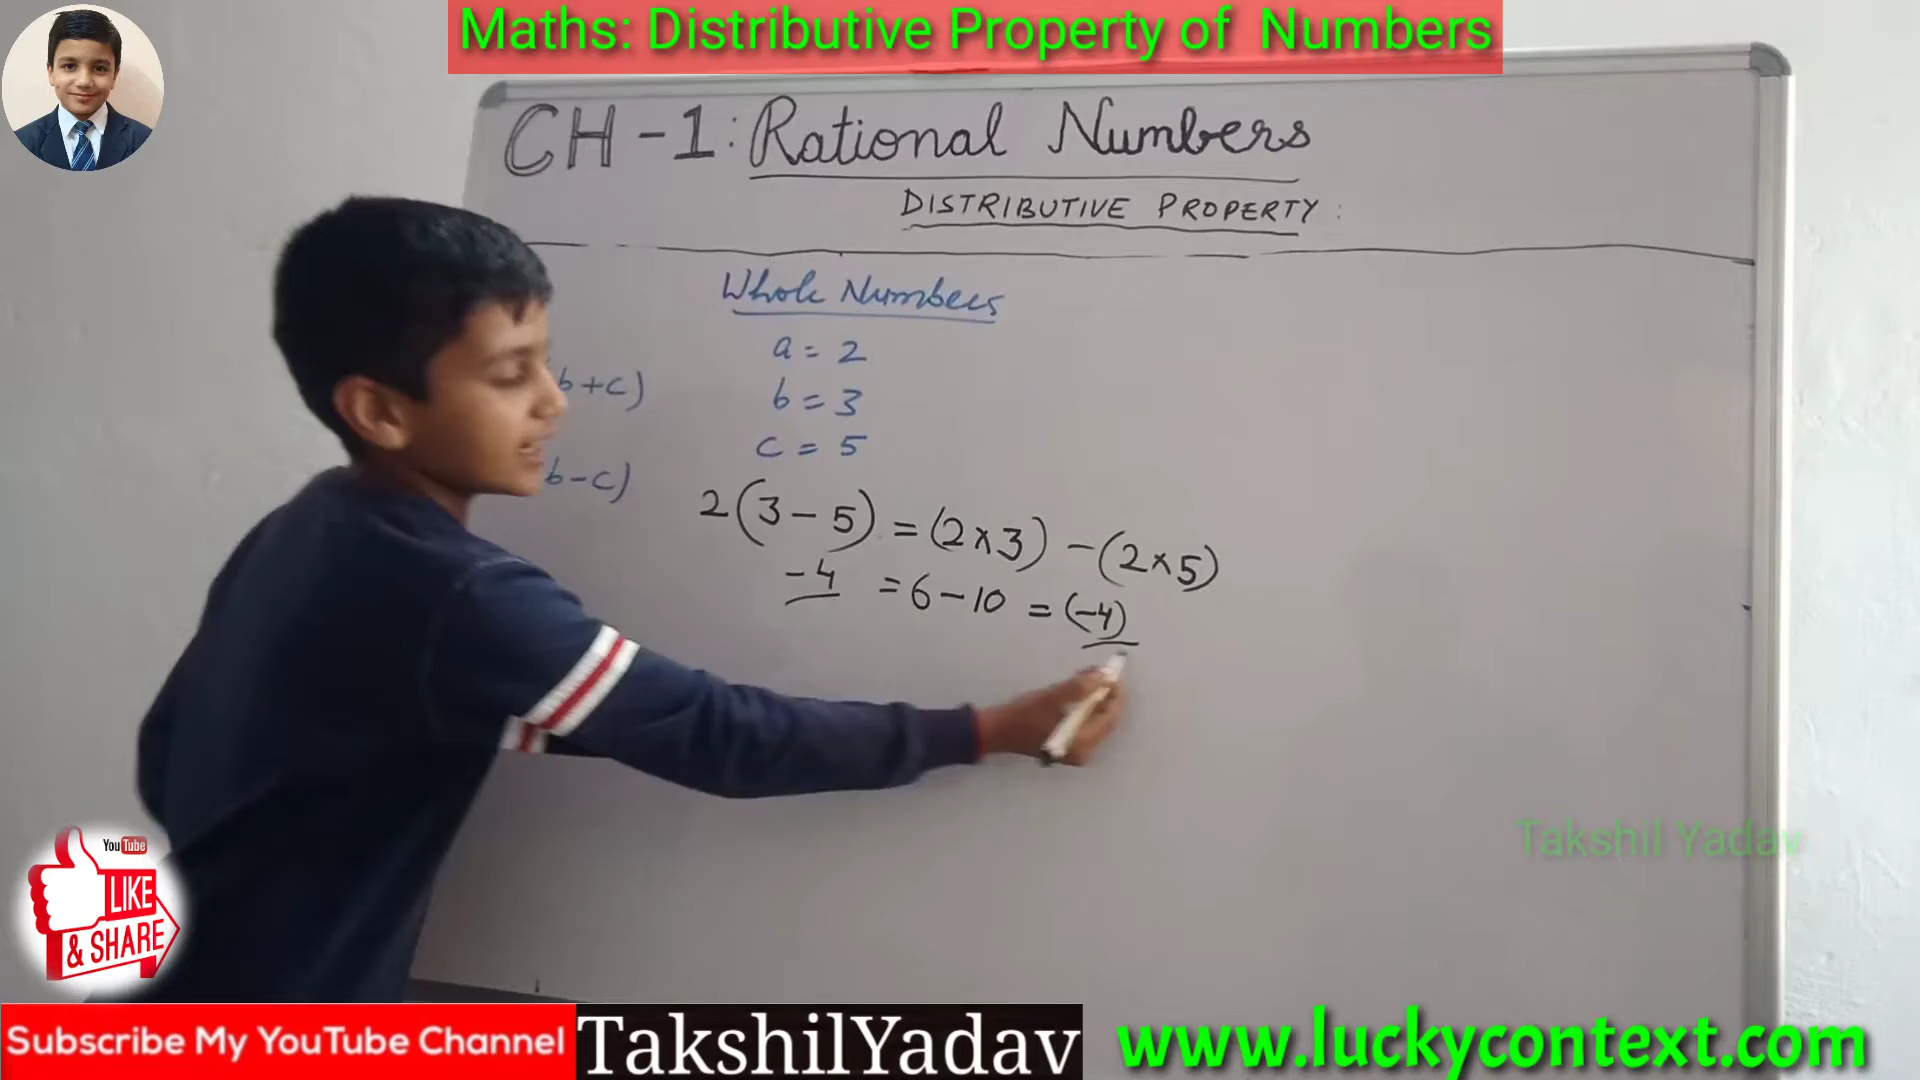 Maths: Distributive Property of Numbers
CH-1: Rational Numbers
DISTRIBUTIVE PROPERTY:
Whole Numbers
a = 2
b+c)
b = 3
c = 5
b-c)
2(3-5) = (2×3) -(2×5)
-4 = 6-10 = (-4)
Takshil Yadav
YouTube
LIKE
& SHARE
Subscribe My YouTube Channel
TakshilYadav
www.luckycontext.com